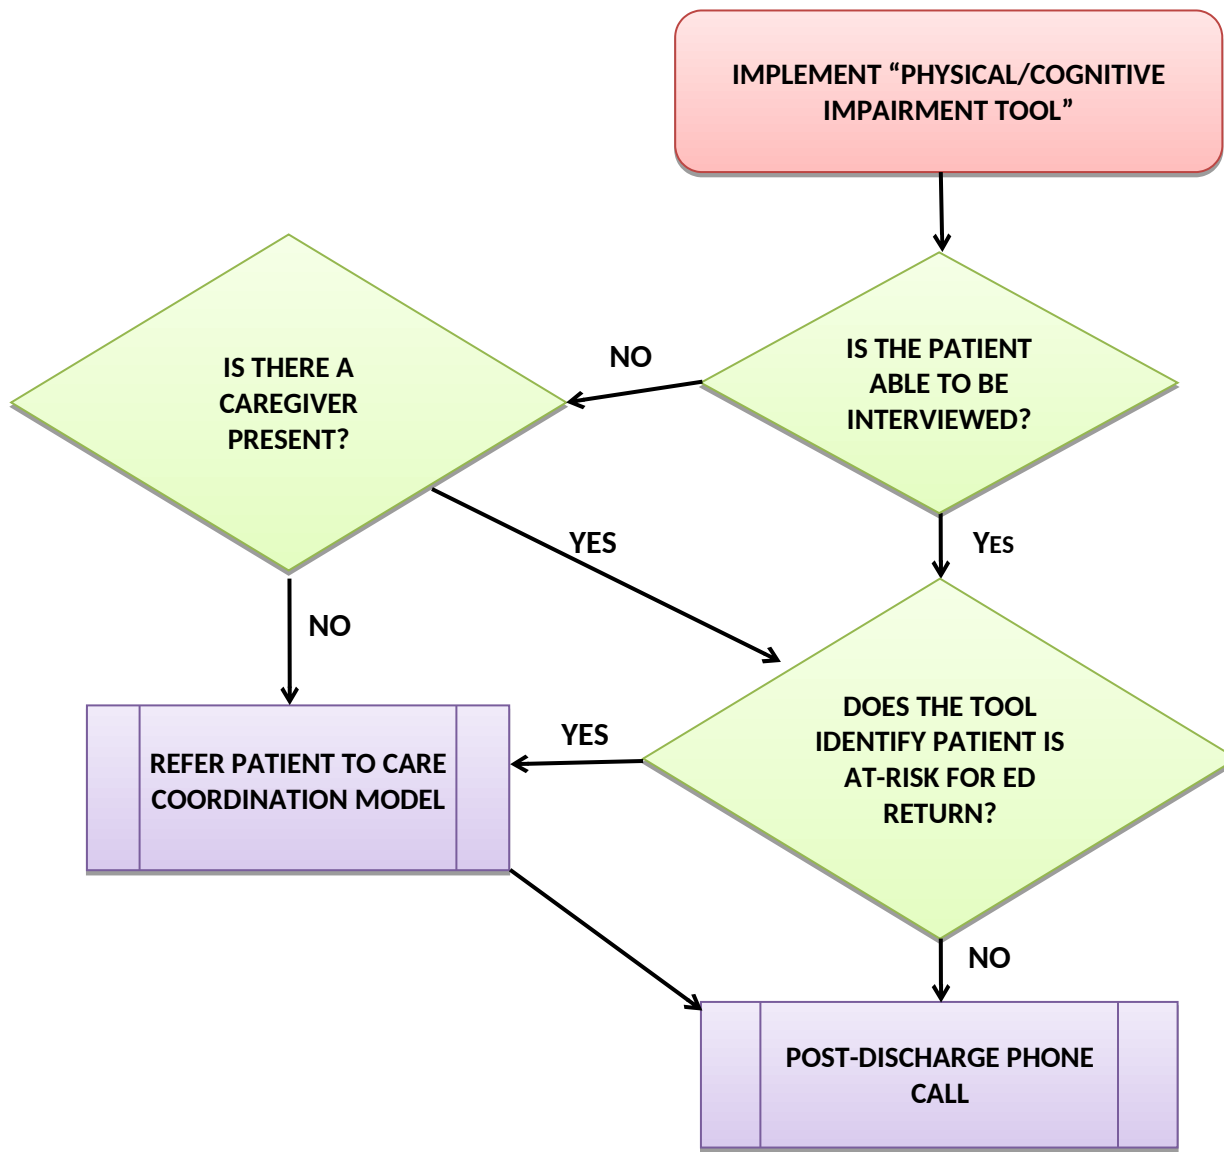 IMPLEMENT “PHYSICAL/COGNITIVE
IMPAIRMENT TOOL”
IS THE PATIENT
ABLE TO BE
INTERVIEWED?
NO
IS THERE A
CAREGIVER
PRESENT?
YES
YES
NO
DOES THE TOOL
IDENTIFY PATIENT IS
AT-RISK FOR ED
RETURN?
YES
REFER PATIENT TO CARE
COORDINATION MODEL
NO
POST-DISCHARGE PHONE
CALL